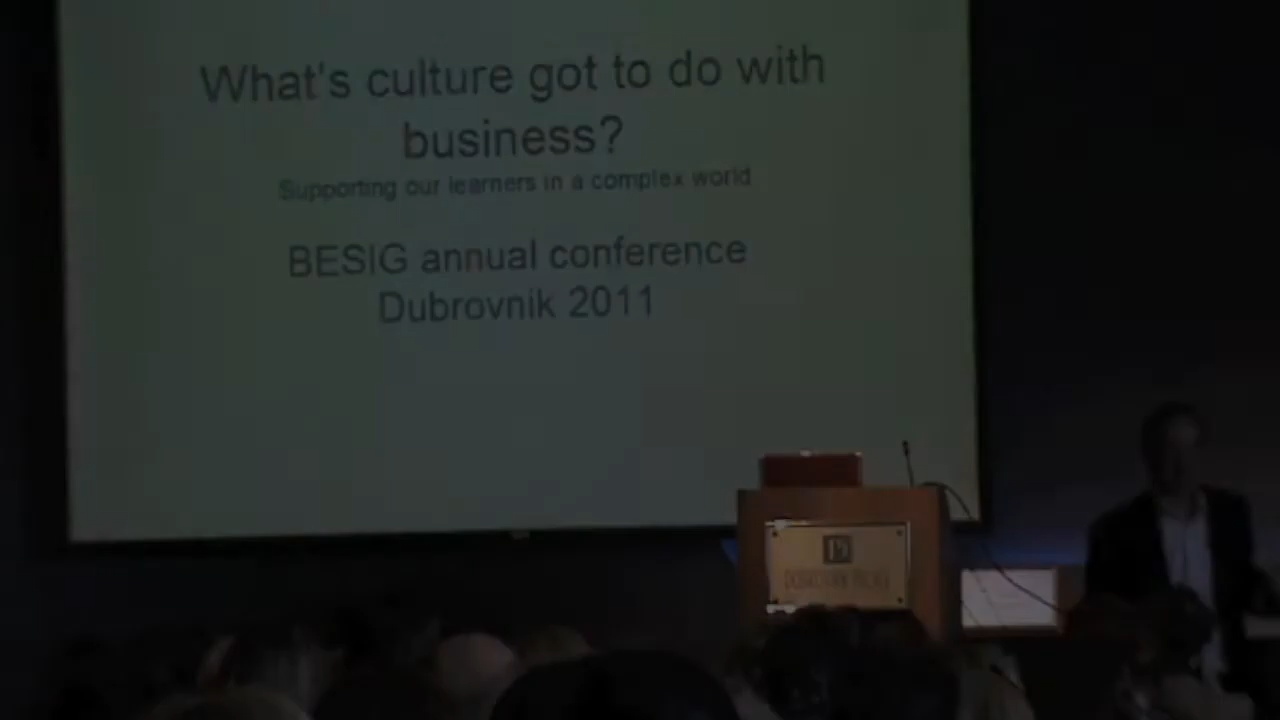 What's culture got to do with
business?
Supporting our learners in a complex world
BESIG annual conference
Dubrovnik 2011